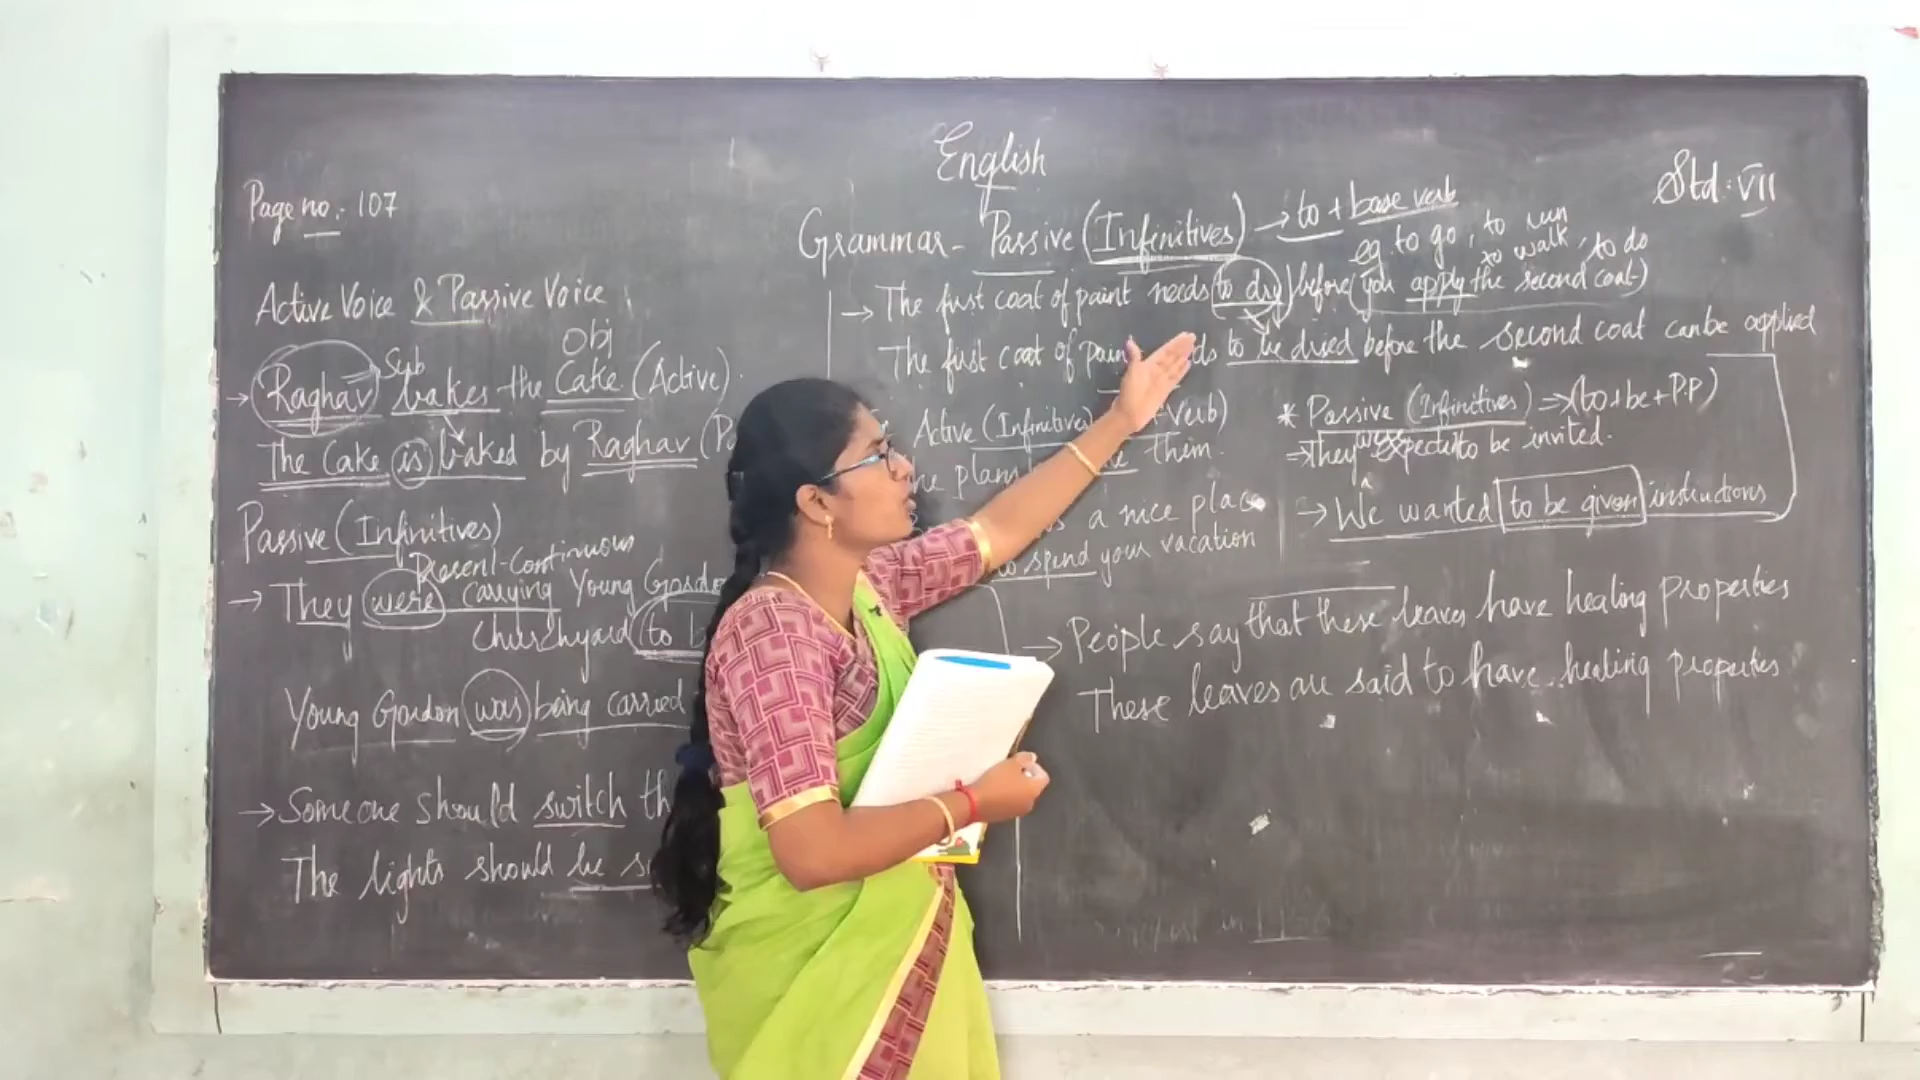 English
Std: VII
Page no:- 107
Active Voice & Passive Voice
Sub
Obj
→ Raghav bakes the Cake (Active).
The Cake is baked by Raghav
Passive (Infinitives)
Present-Continuous
→ They were carrying Young Gordon
churchyard to
Young Gordon was being carried
→ Someone should switch
The lights should be
Grammar - Passive (Infinitives) → to + base verb
eg. to go, to run
to walk, to do
→ The first coat of paint needs to dry before (you apply the second coat)
The first coat of to be dried before the second coat can be applied
Active (Infinitive)
them.
a nice place
to spend your vacation
* Passive (Infinitives) ⇒ (to+be+P.P)
→ They were expected to be invited.
→ We wanted to be given instructions
→ People say that these leaves have healing properties
These leaves are said to have healing properties